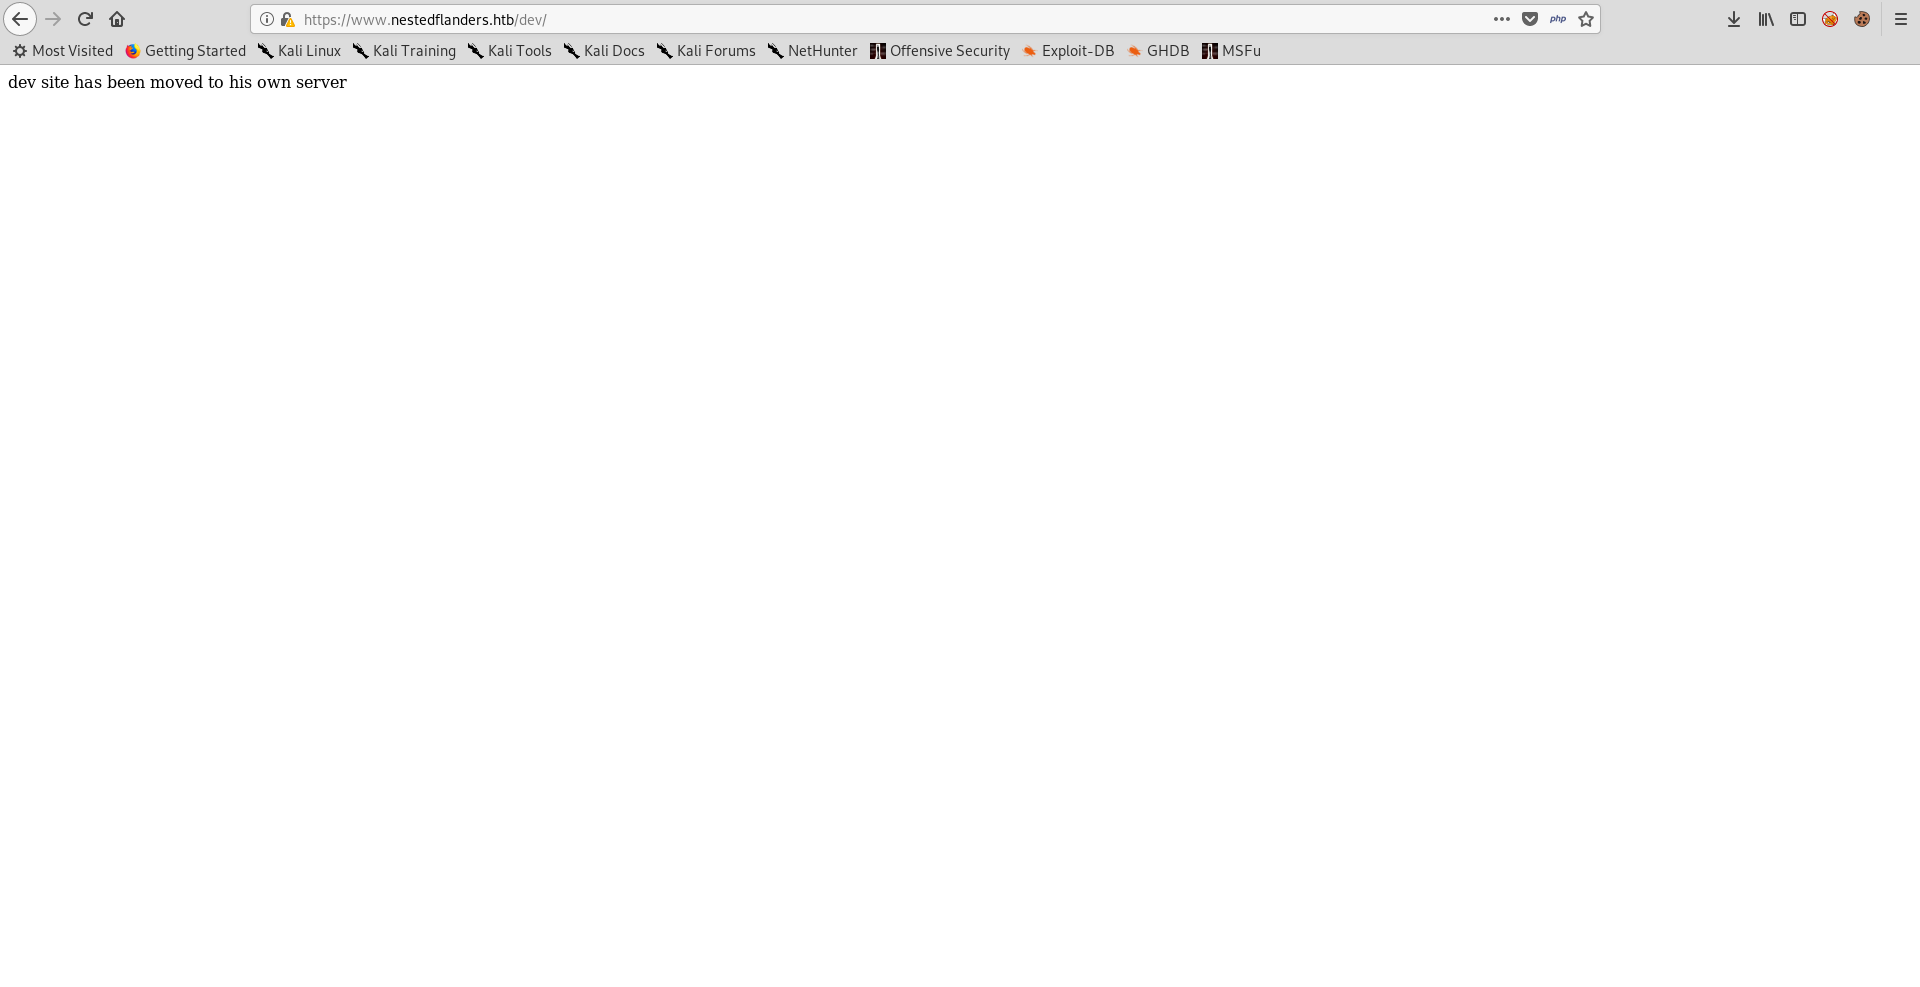 https://www.nestedflanders.htb/dev/
php
Most Visited Getting Started Kali Linux Kali Training Kali Tools Kali Docs Kali Forums NetHunter Offensive Security Exploit-DB GHDB MSFu
dev site has been moved to his own server